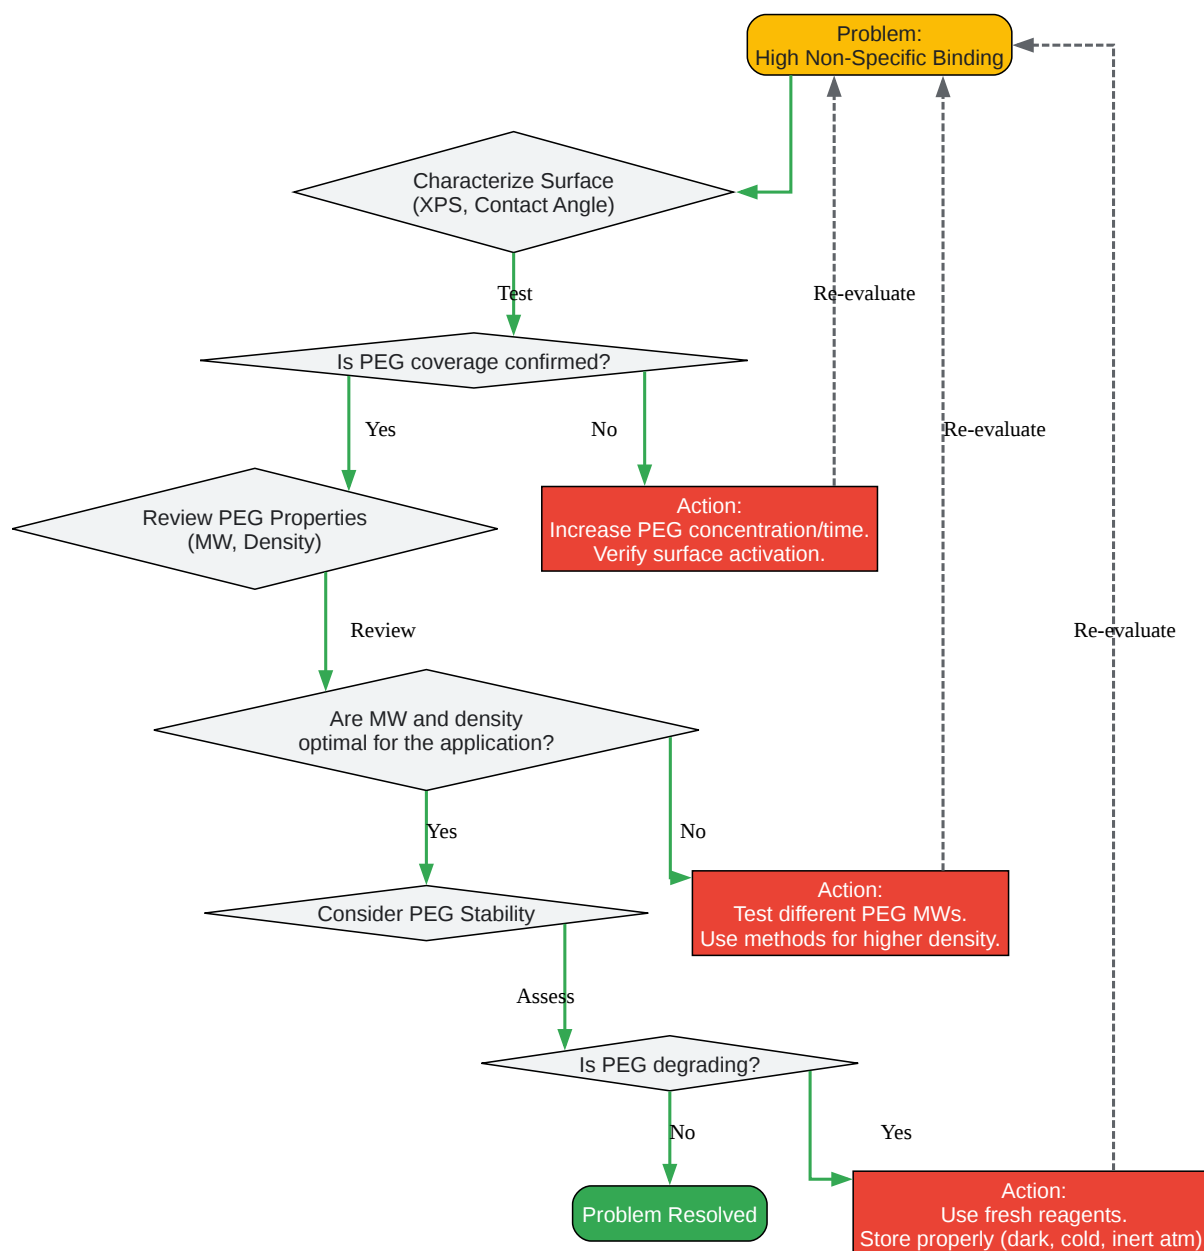 Problem:
High Non-Specific Binding
Characterize Surface
(XPS, Contact Angle)
Test
Re-evaluate
Is PEG coverage confirmed?
Yes
No
Re-evaluate
Review PEG Properties
(MW, Density)
Action:
Increase PEG concentration/time.
Verify surface activation.
Review
Re-evaluate
Are MW and density
optimal for the application?
Yes
No
Action:
Test different PEG MWs.
Use methods for higher density.
Consider PEG Stability
Assess
Is PEG degrading?
No
Yes
Problem Resolved
Action:
Use fresh reagents.
Store properly (dark, cold, inert atm)